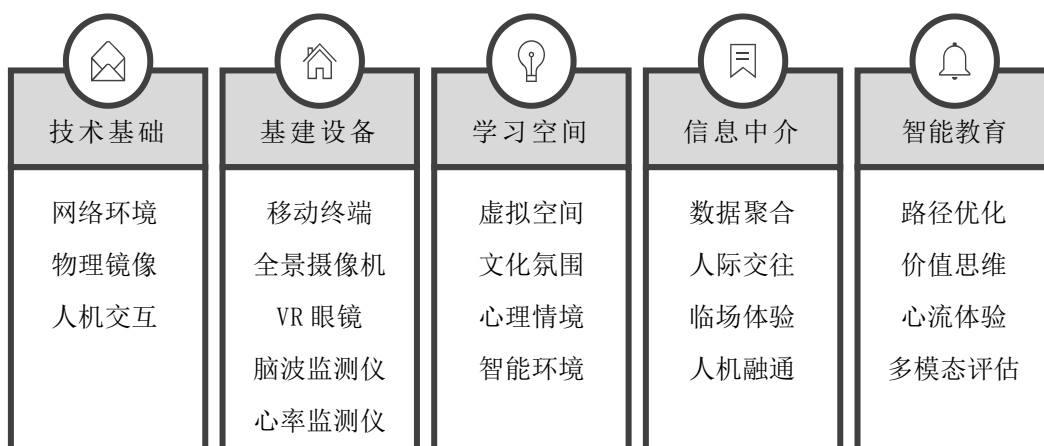 技术基础
网络环境
物理镜像
人机交互
基建设备
移动终端
全景摄像机
VR 眼镜
脑波监测仪
心率监测仪
学习空间
虚拟空间
文化氛围
心理情境
智能环境
信息中介
数据聚合
人际交往
临场体验
人机融通
智能教育
路径优化
价值思维
心流体验
多模态评估